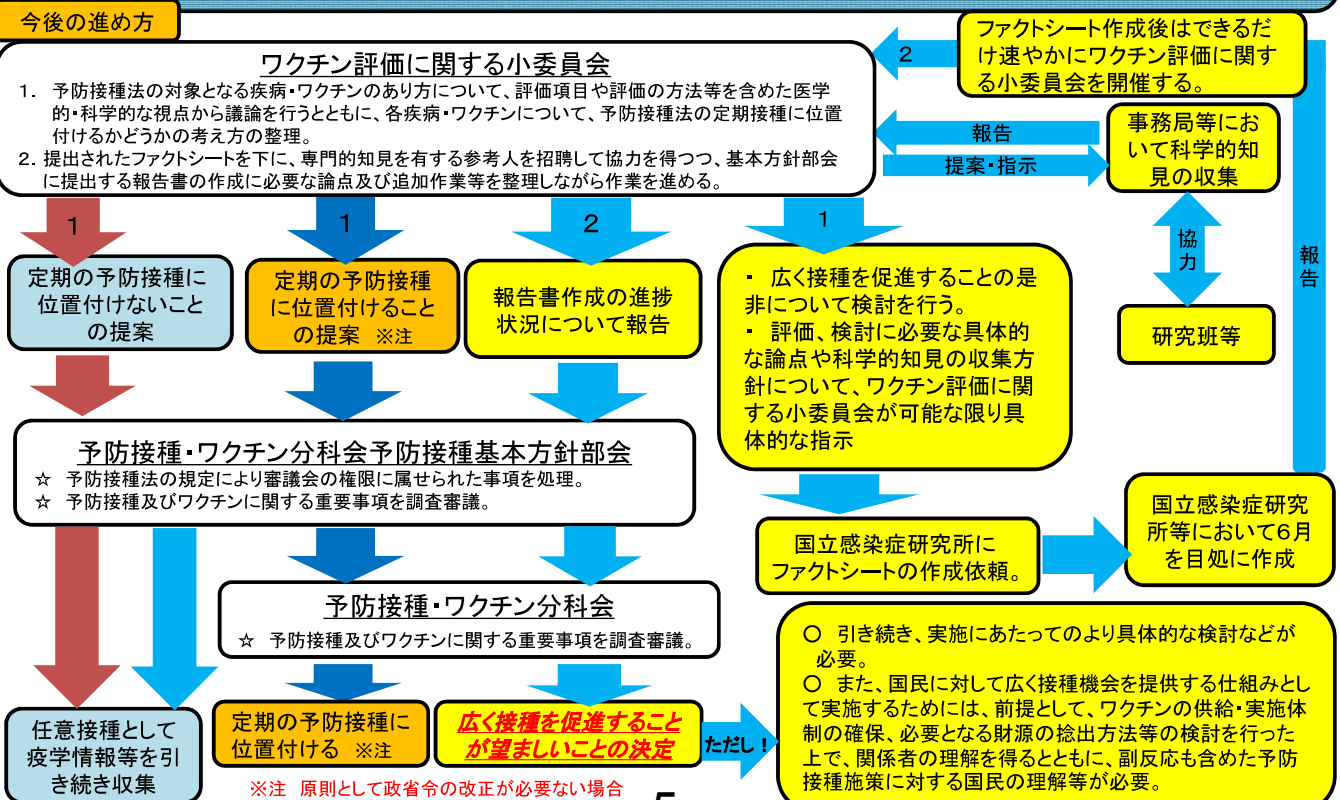 今後の進め方
ファクトシート作成後はできるだ
け速やかにワクチン評価に関す
る小委員会を開催する。
2
ワクチン評価に関する小委員会
1. 予防接種法の対象となる疾病・ワクチンのあり方について、評価項目や評価の方法等を含めた医学
的・科学的な視点から議論を行うとともに、各疾病・ワクチンについて、予防接種法の定期接種に位置
付けるかどうかの考え方の整理。
2. 提出されたファクトシートを下に、専門的知見を有する参考人を招聘して協力を得つつ、基本方針部会
に提出する報告書の作成に必要な論点及び追加作業等を整理しながら作業を進める。
報告
提案・指示
事務局等にお
いて科学的知
見の収集
協
力
研究班等
報
告
1
1
2
1
定期の予防接種に
位置付けないこと
の提案
定期の予防接種
に位置付けること
の提案 ※注
報告書作成の進捗
状況について報告
・ 広く接種を促進することの是
非について検討を行う。
・ 評価、検討に必要な具体的
な論点や科学的知見の収集方
針について、ワクチン評価に関
する小委員会が可能な限り具
体的な指示
予防接種・ワクチン分科会予防接種基本方針部会
☆ 予防接種法の規定により審議会の権限に属せられた事項を処理。
☆ 予防接種及びワクチンに関する重要事項を調査審議。
国立感染症研究所に
ファクトシートの作成依頼。
国立感染症研究
所等において6月
を目処に作成
予防接種・ワクチン分科会
☆ 予防接種及びワクチンに関する重要事項を調査審議。
任意接種として
疫学情報等を引
き続き収集
定期の予防接種に
位置付ける ※注
広く接種を促進すること
が望ましいことの決定
ただし!
○ 引き続き、実施にあたってのより具体的な検討などが
必要。
○ また、国民に対して広く接種機会を提供する仕組みとし
て実施するためには、前提として、ワクチンの供給・実施体
制の確保、必要となる財源の捻出方法等の検討を行った
上で、関係者の理解を得るとともに、副反応も含めた予防
接種施策に対する国民の理解等が必要。
※注 原則として政省令の改正が必要ない場合